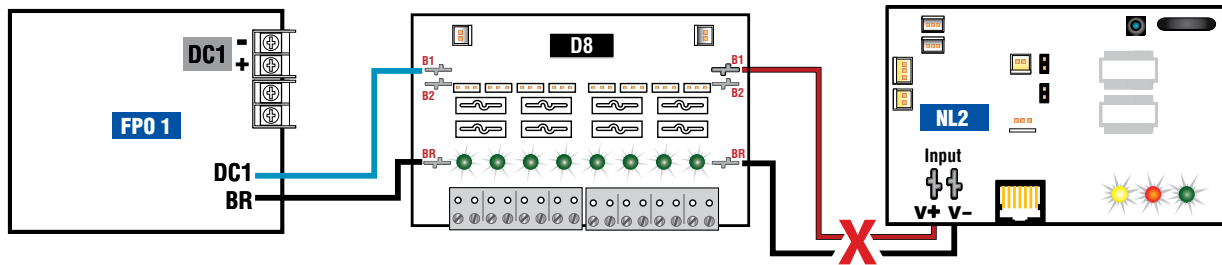 DC1
-
+
FPO 1
DC1
BR
D8
B1
B2
BR
B1
B2
BR
NL2
Input
V+ V-
X